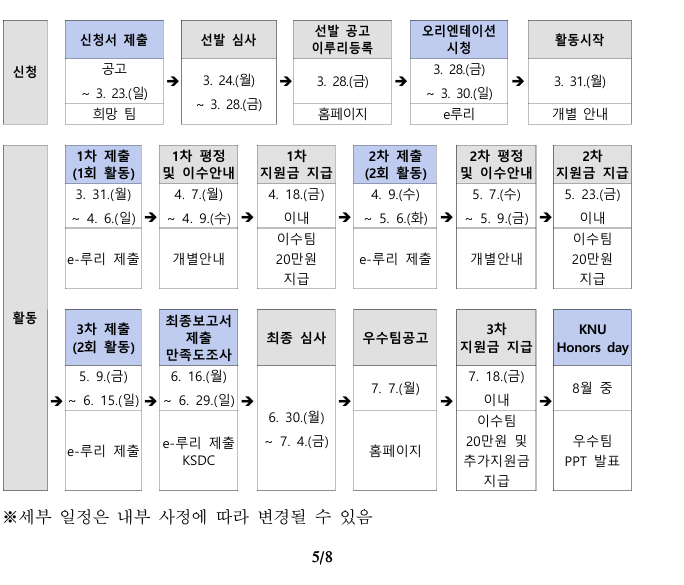 신청
신청서 제출
공고
~ 3. 23.(일)
희망 팀
선발 심사
3. 24.(월)
~ 3. 28.(금)
선발 공고
이루리등록
3. 28.(금)
홈페이지
오리엔테이션
시청
3. 28.(금)
~ 3. 30.(일)
e루리
활동시작
3. 31.(월)
개별 안내
활동
1차 제출
(1회 활동)
3. 31.(월)
~ 4. 6.(일)
e-루리 제출
1차 평정
및 이수안내
4. 7.(월)
~ 4. 9.(수)
개별안내
1차
지원금 지급
4. 18.(금)
이내
이수팀
20만원
지급
2차 제출
(2회 활동)
4. 9.(수)
~ 5. 6.(화)
e-루리 제출
2차 평정
및 이수안내
5. 7.(수)
~ 5. 9.(금)
개별안내
2차
지원금 지급
5. 23.(금)
이내
이수팀
20만원
지급
3차 제출
(2회 활동)
5. 9.(금)
~ 6. 15.(일)
e-루리 제출
최종보고서
제출
만족도조사
6. 16.(월)
~ 6. 29.(일)
e-루리 제출
KSDC
최종 심사
6. 30.(월)
~ 7. 4.(금)
우수팀공고
7. 7.(월)
홈페이지
3차
지원금 지급
7. 18.(금)
이내
이수팀
20만원 및
추가지원금
지급
KNU
Honors day
8월 중
우수팀
PPT 발표
※세부 일정은 내부 사정에 따라 변경될 수 있음
5/8